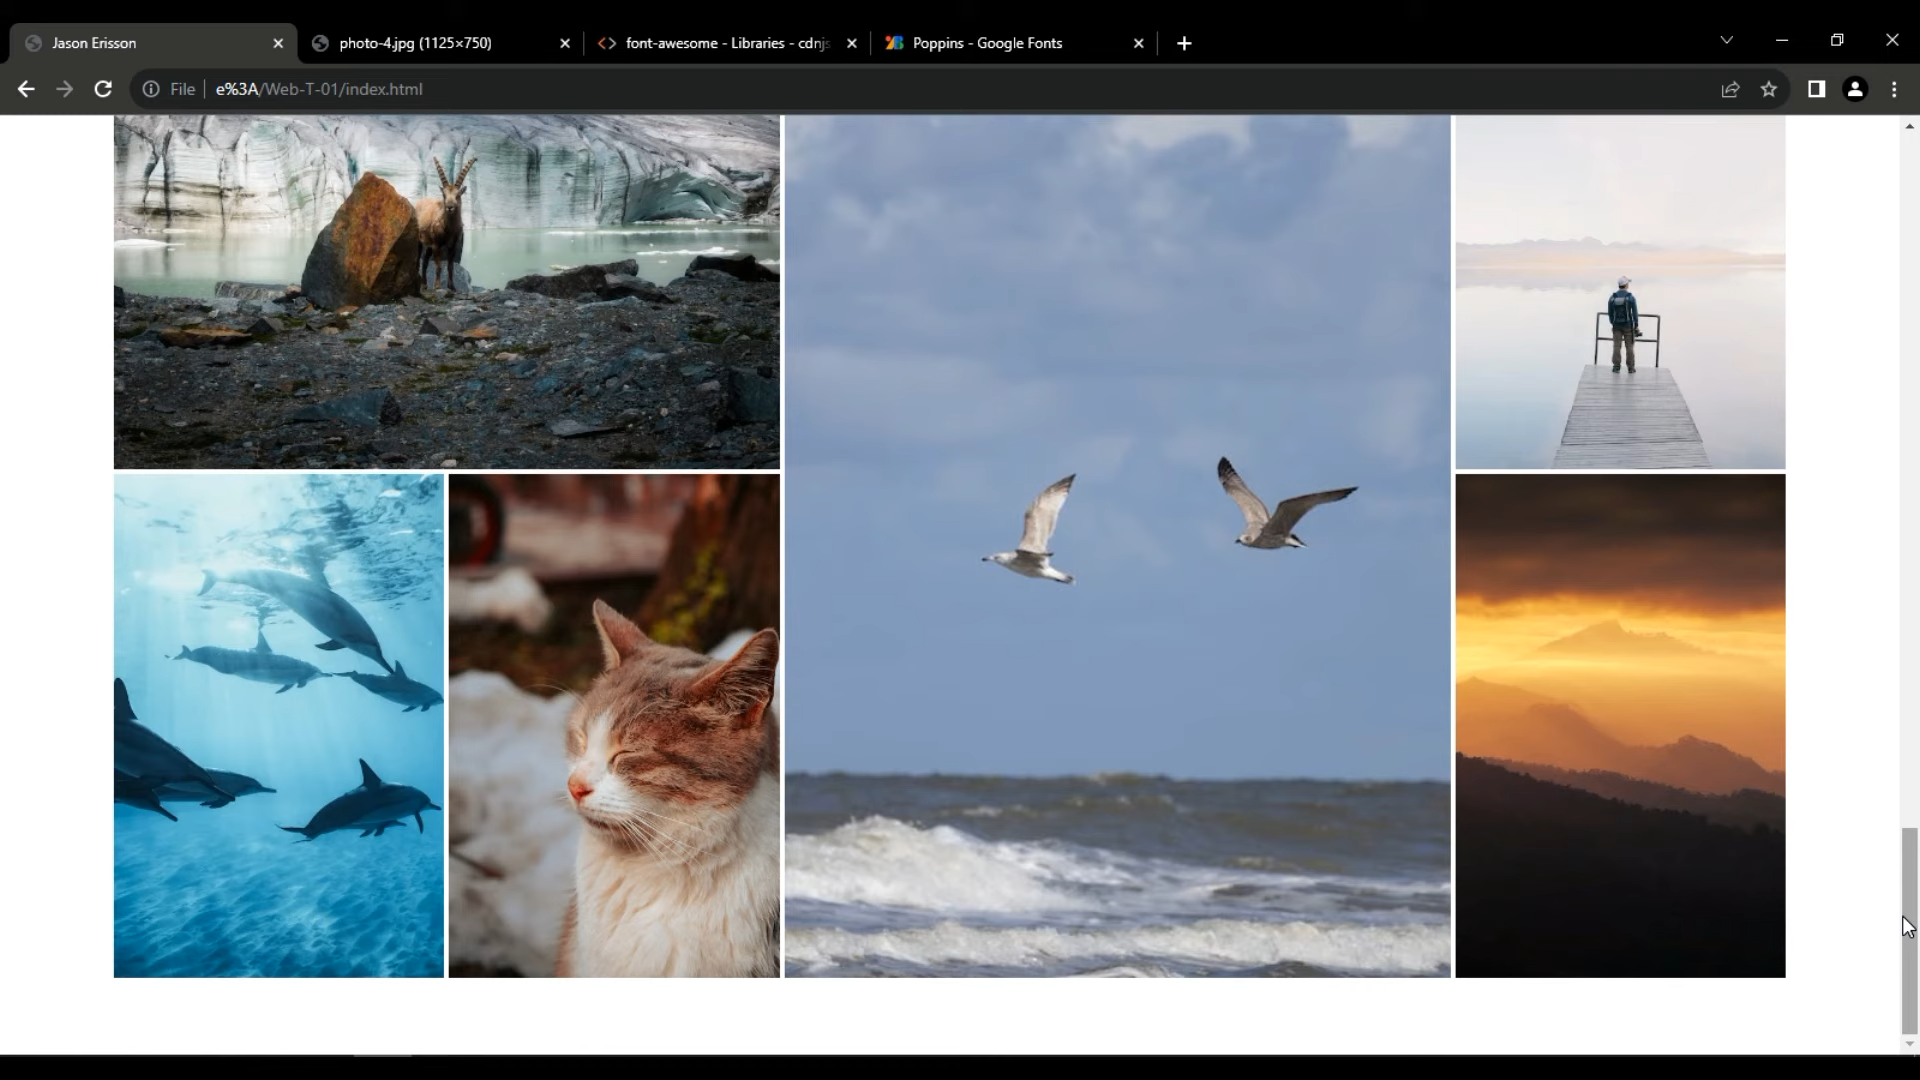 Jason Erisson
photo-4.jpg (1125×750)
font-awesome - Libraries - cdnjs
Poppins - Google Fonts
File
e%3A/Web-T-01/index.html